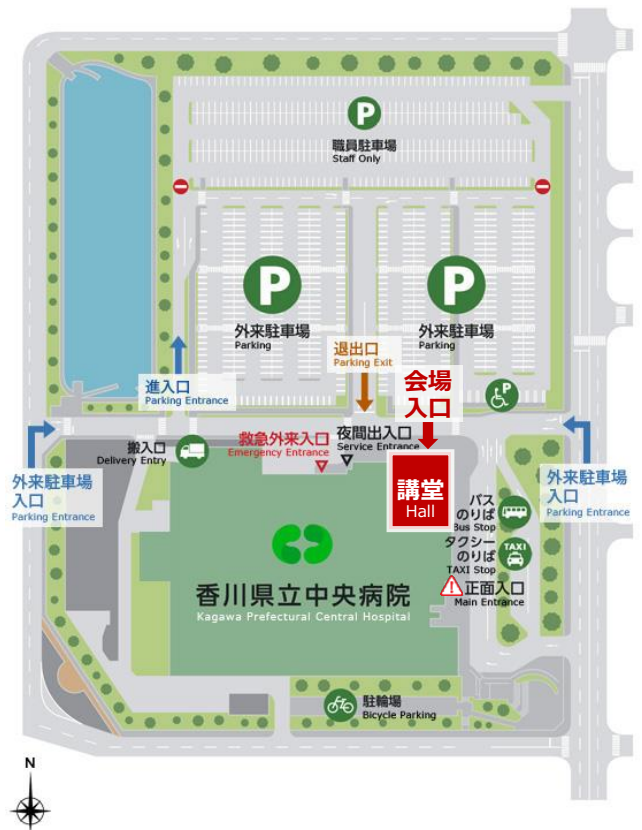 P
職員駐車場
Staff Only
P
外来駐車場
Parking
P
外来駐車場
Parking
退出口
Parking Exit
会場
入口
進入口
Parking Entrance
P
搬入口
Delivery Entry
救急外来入口
Emergency Entrance
夜間出入口
Service Entrance
外来駐車場
入口
Parking Entrance
外来駐車場
入口
Parking Entrance
講堂
Hall
バス
のりば
Bus Stop
タクシー
のりば
TAXI Stop
TAXI
正面入口
Main Entrance
香川県立中央病院
Kagawa Prefectural Central Hospital
駐輪場
Bicycle Parking
N